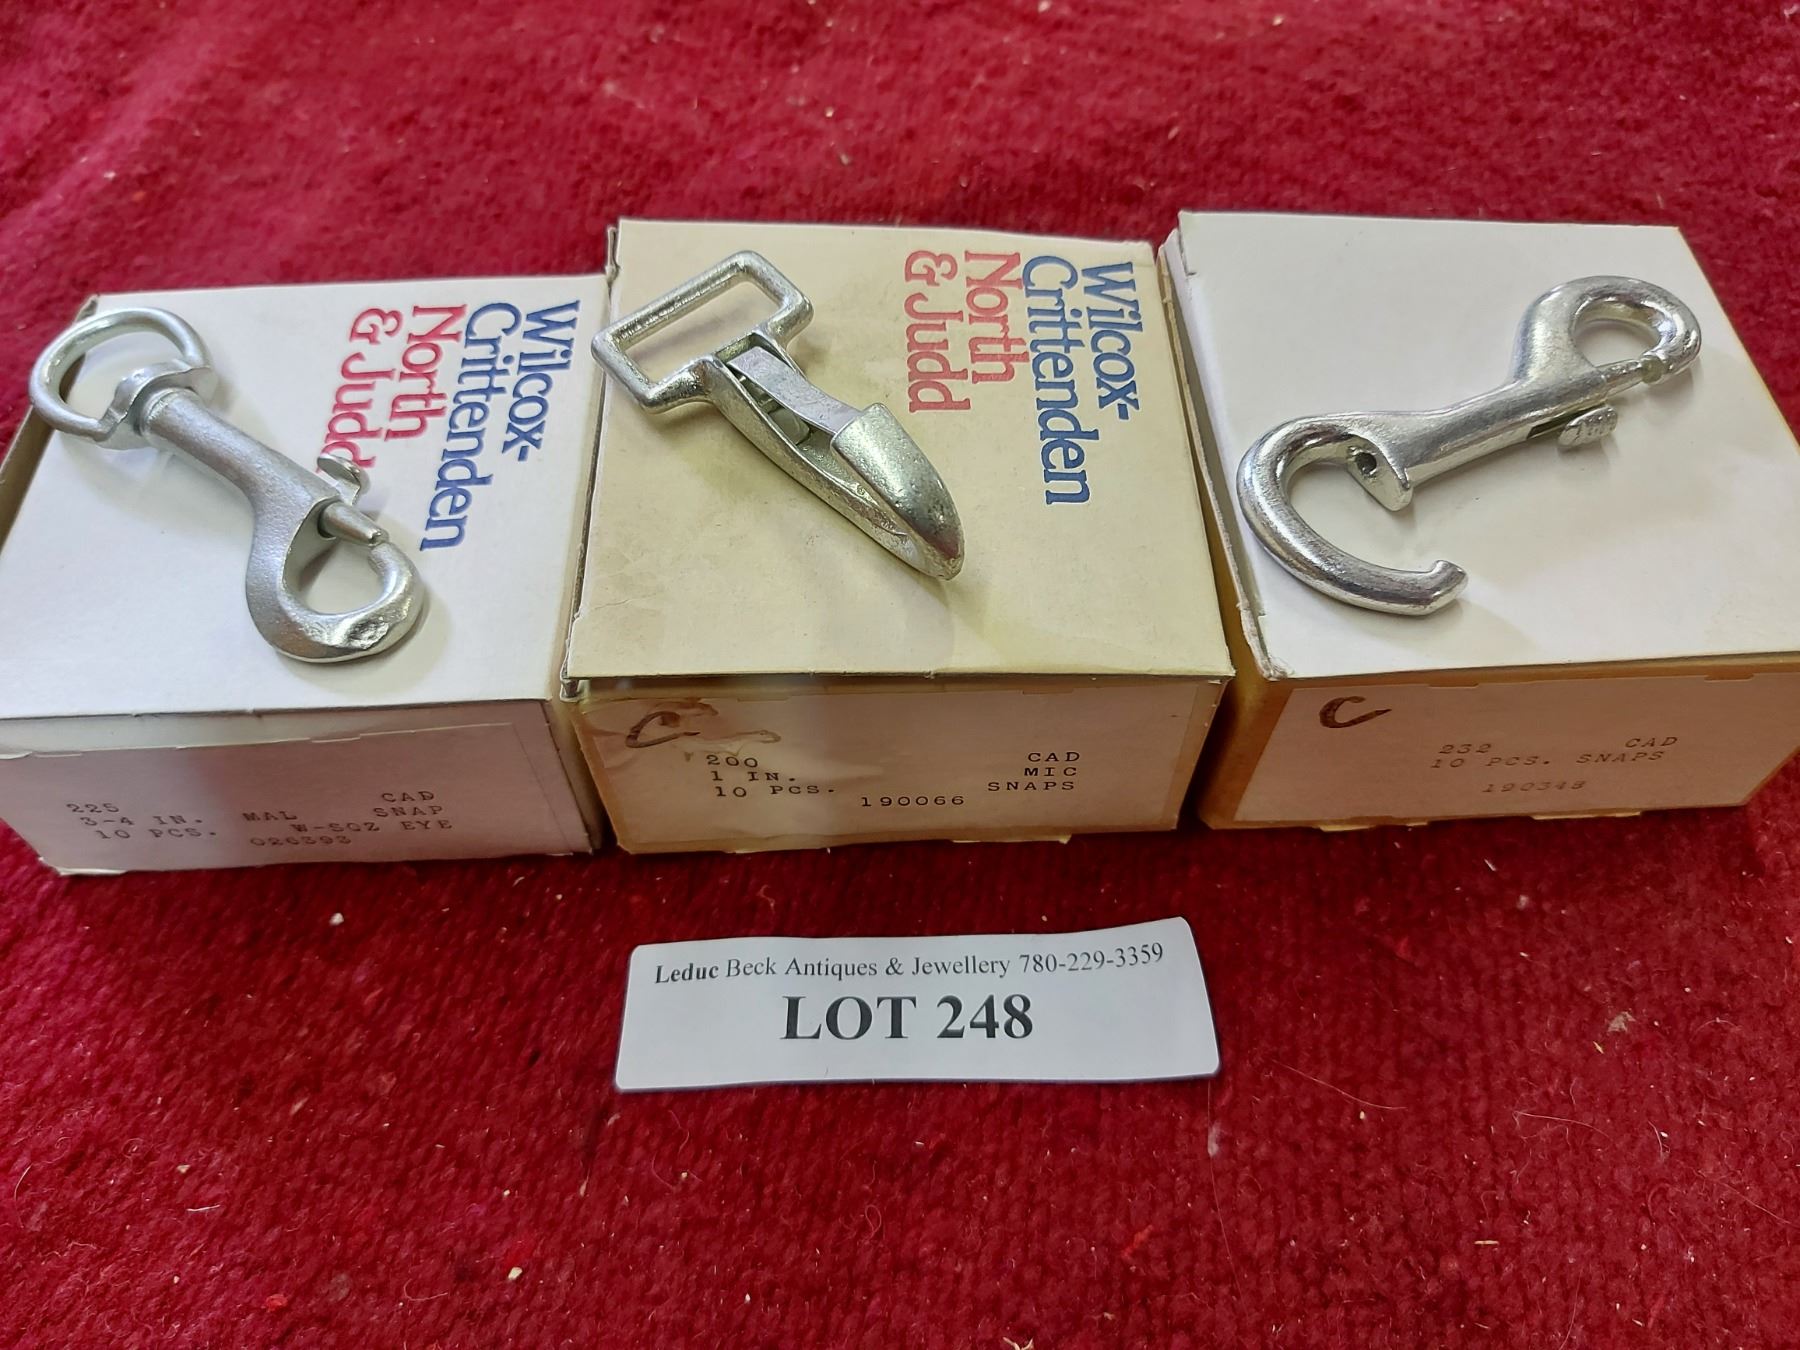 Wilcox-
Crittenden
North
& Judd
Wilcox-
Crittenden
North
& Judd
225 CAD
3-4 IN. MAL SNAP
10 PCS. W-SQZ EYE
026393
C
200 CAD
1 IN. MIC
10 PCS. SNAPS
190066
C
232 CAD
10 PCS. SNAPS
190348
Leduc Beck Antiques & Jewellery 780-229-3359
LOT 248